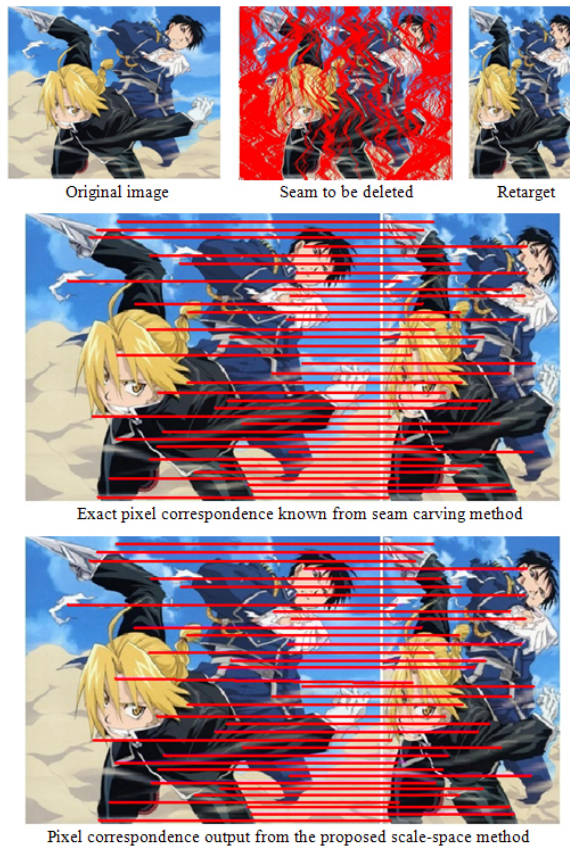 Original image
Seam to be deleted
Retarget
Exact pixel correspondence known from seam carving method
Pixel correspondence output from the proposed scale-space method